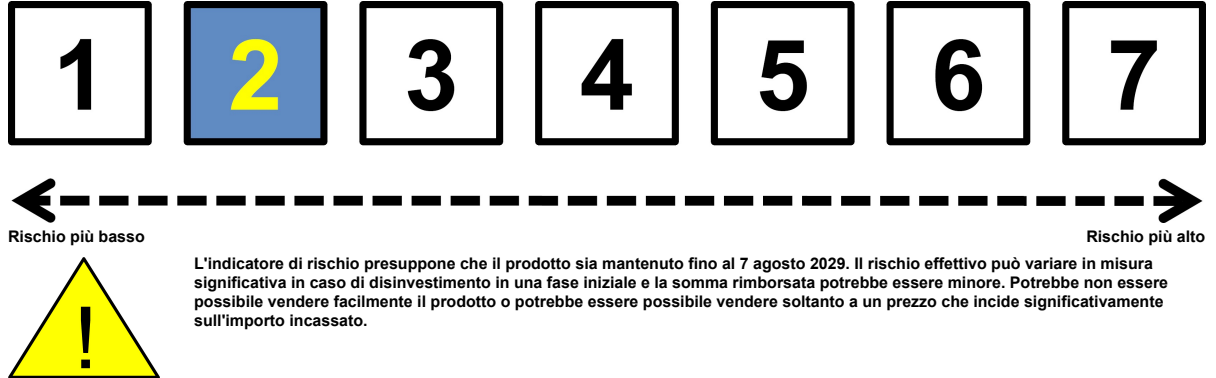 1 2 3 4 5 6 7
Rischio più basso Rischio più alto
L'indicatore di rischio presuppone che il prodotto sia mantenuto fino al 7 agosto 2029. Il rischio effettivo può variare in misura
significativa in caso di disinvestimento in una fase iniziale e la somma rimborsata potrebbe essere minore. Potrebbe non essere
possibile vendere facilmente il prodotto o potrebbe essere possibile vendere soltanto a un prezzo che incide significativamente
sull'importo incassato.
!